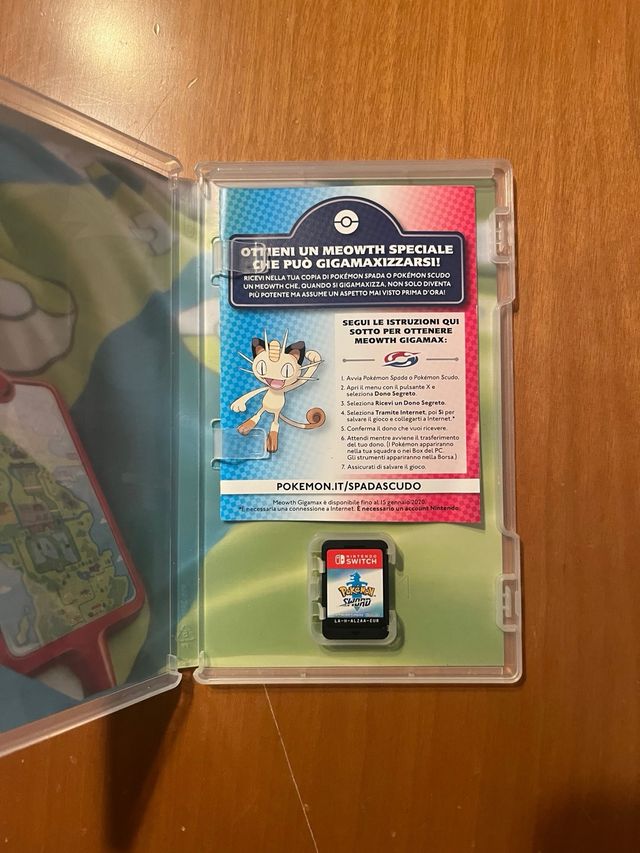 OTTIENI UN MEOWTH SPECIALE
CHE PUÒ GIGAMAXIZZARSI!
RICEVI NELLA TUA COPIA DI POKÉMON SPADA O POKÉMON SCUDO
UN MEOWTH CHE, QUANDO SI GIGAMAXIZZA, NON SOLO DIVENTA
PIÙ POTENTE MA ASSUME UN ASPETTO MAI VISTO PRIMA D'ORA!
SEGUI LE ISTRUZIONI QUI
SOTTO PER OTTENERE
MEOWTH GIGAMAX:
1. Avvia Pokémon Spada o Pokémon Scudo.
2. Apri il menu con il pulsante X e
seleziona Dono Segreto.
3. Seleziona Ricevi un Dono Segreto.
4. Seleziona Tramite Internet, poi Sì per
salvare il gioco e collegarti a Internet.*
5. Conferma il dono che vuoi ricevere.
6. Attendi mentre avviene il trasferimento
del tuo dono. (I Pokémon appariranno
nella tua squadra o nei Box del PC.
Gli strumenti appariranno nella Borsa.)
7. Assicurati di salvare il gioco.
POKEMON.IT/SPADASCUDO
Meowth Gigamax è disponibile fino al 15 gennaio 2020.
*È necessaria una connessione a Internet. È necessario un account Nintendo.
NINTENDO
SWITCH
POKÉMON
SWORD
LA-H-ALZAA-EUR